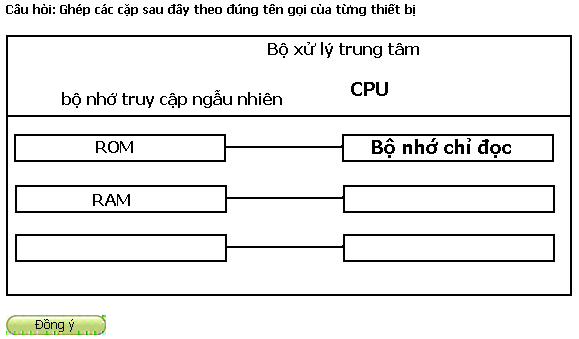 Câu hỏi: Ghép các cặp sau đây theo đúng tên gọi của từng thiết bị
Bộ xử lý trung tâm
CPU
bộ nhớ truy cập ngẫu nhiên
ROM
Bộ nhớ chỉ đọc
RAM
Đồng ý